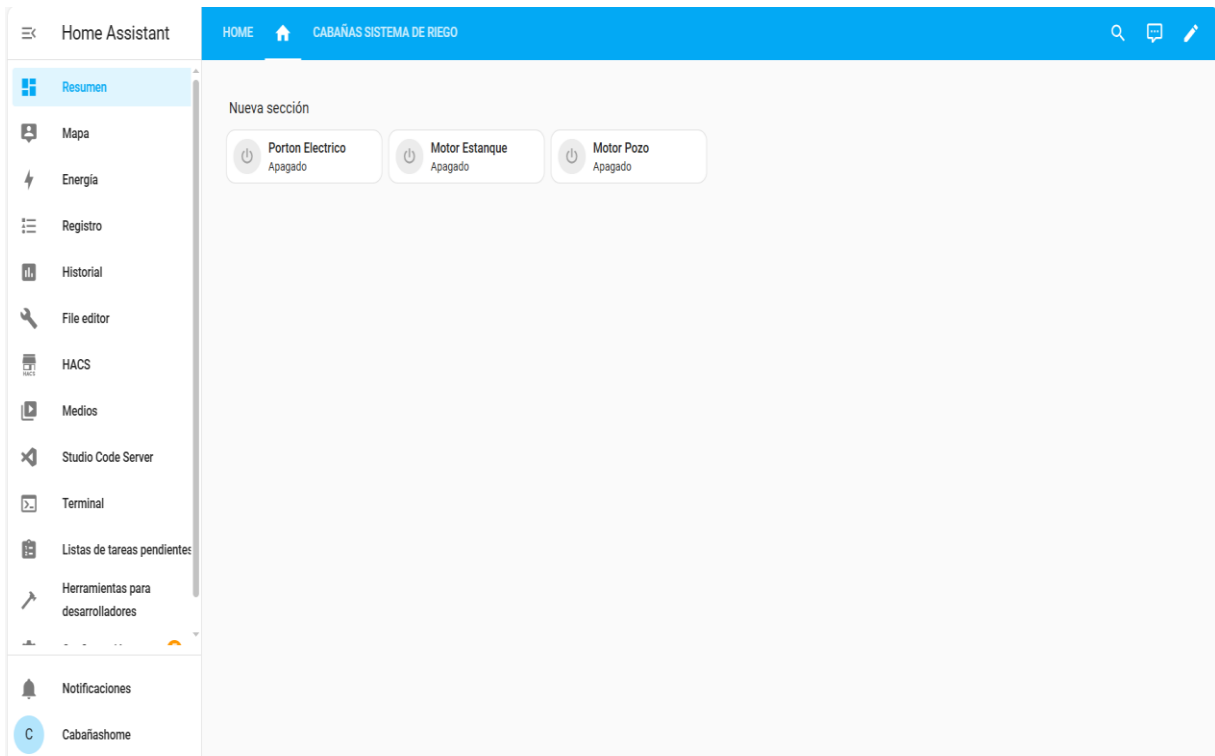 Home Assistant
HOME
CABAÑAS SISTEMA DE RIEGO
Resumen
Mapa
Energía
Registro
Historial
File editor
HACS
HACS
Medios
Studio Code Server
Terminal
Listas de tareas pendientes
Herramientas para
desarrolladores
Notificaciones
C
Cabañashome
Nueva sección
Porton Electrico
Apagado
Motor Estanque
Apagado
Motor Pozo
Apagado